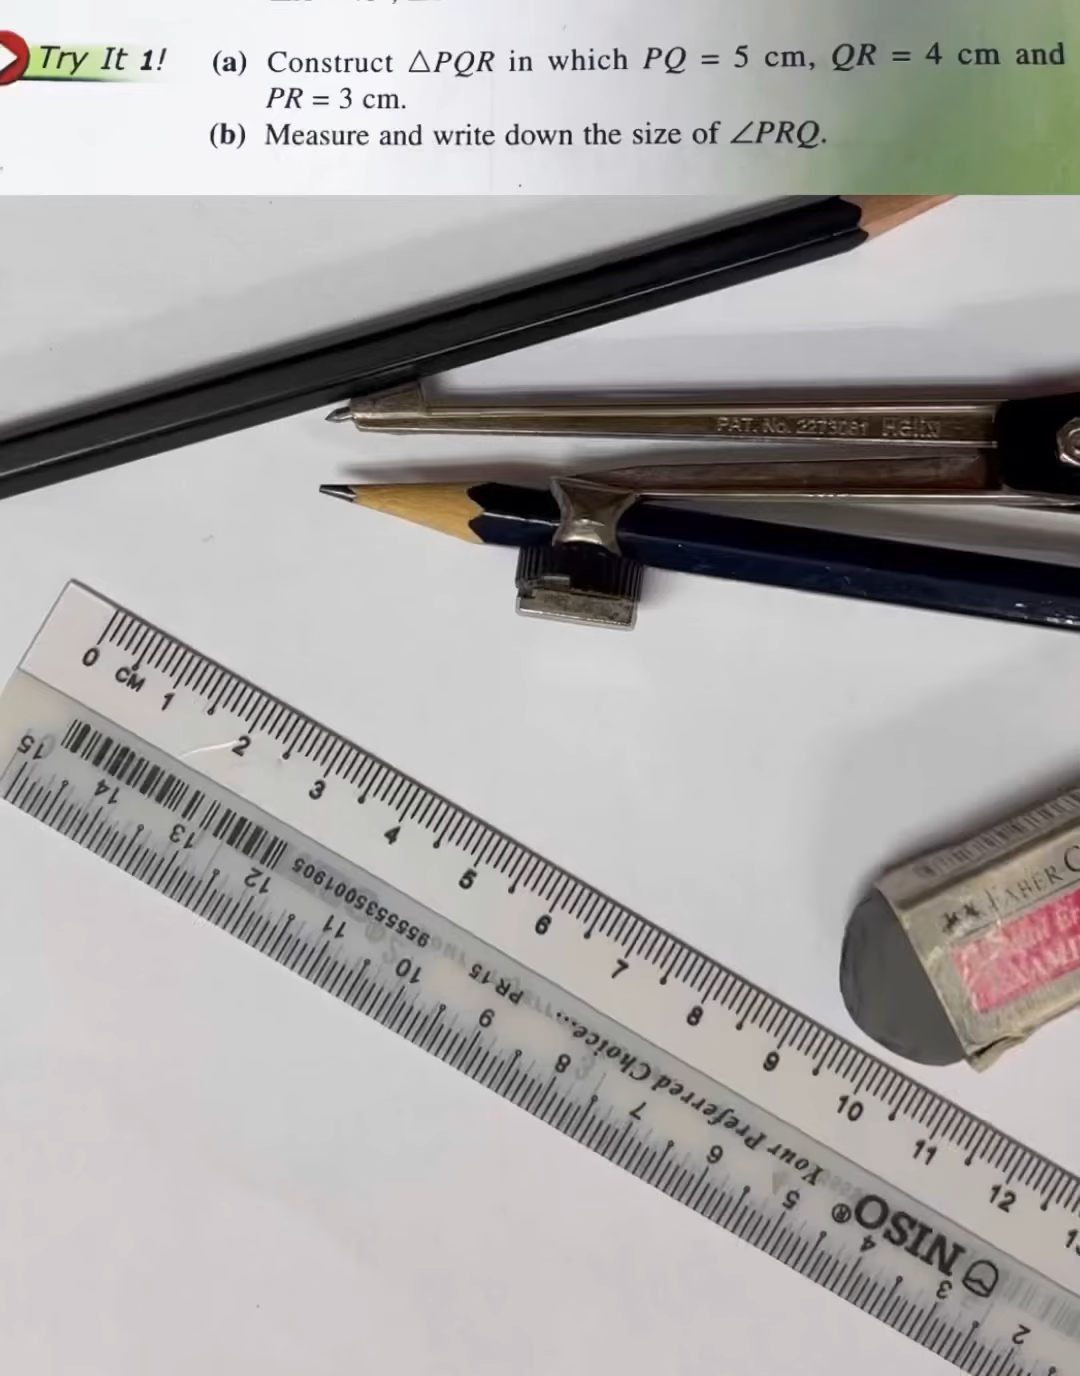 Try It 1! (a) Construct △PQR in which PQ = 5 cm, QR = 4 cm and
PR = 3 cm.
(b) Measure and write down the size of ∠PRQ.
PAT. No. 2273081 Helix
0 CM 1 2 3 4 5 6 7 8 9 10 11 12
15 14 13 12 11 10 9 8 7 6 5 4 3 2
9555535001905
PR 15
Your Preferred Choice...
NISO®
FABER